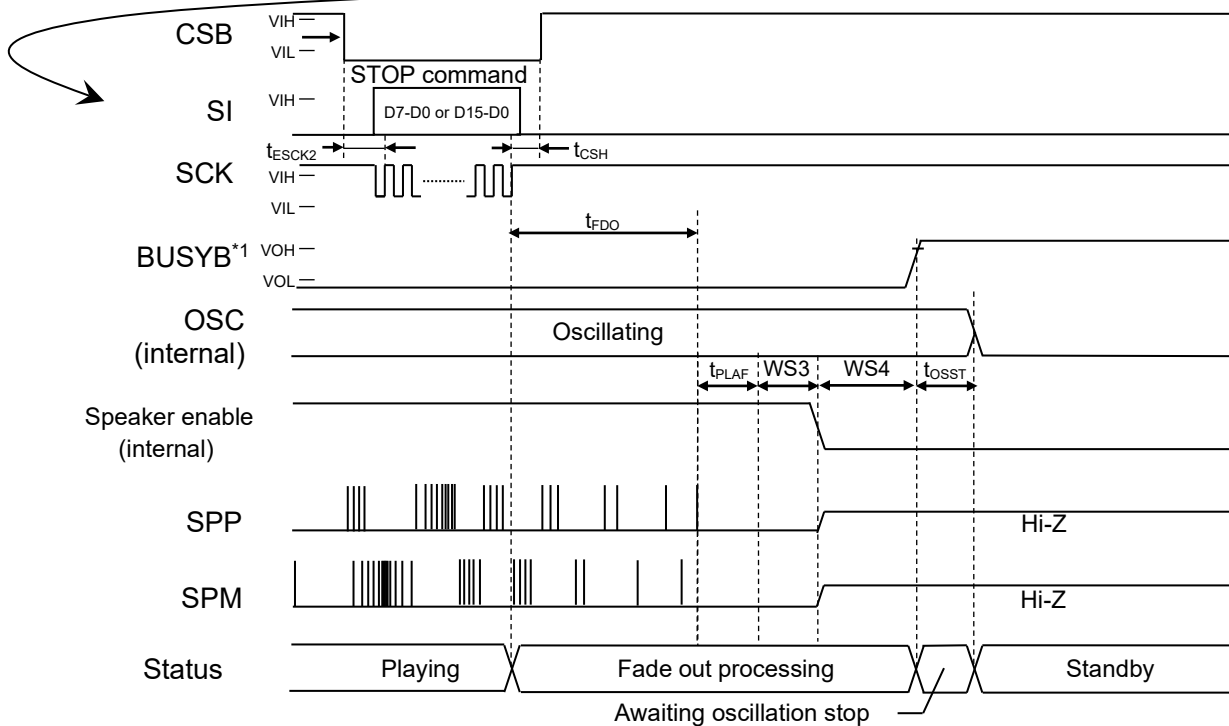 CSB
VIH
VIL
STOP command
SI
VIH
D7-D0 or D15-D0
tESCK2
tCSH
SCK
VIH
VIL
tFDO
BUSYB*1
VOH
VOL
OSC
(internal)
Oscillating
tPLAF
WS3
WS4
tOSST
Speaker enable
(internal)
SPP
Hi-Z
SPM
Hi-Z
Status
Playing
Fade out processing
Standby
Awaiting oscillation stop